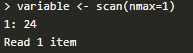 > variable <- scan(nmax=1)
1: 24
Read 1 item